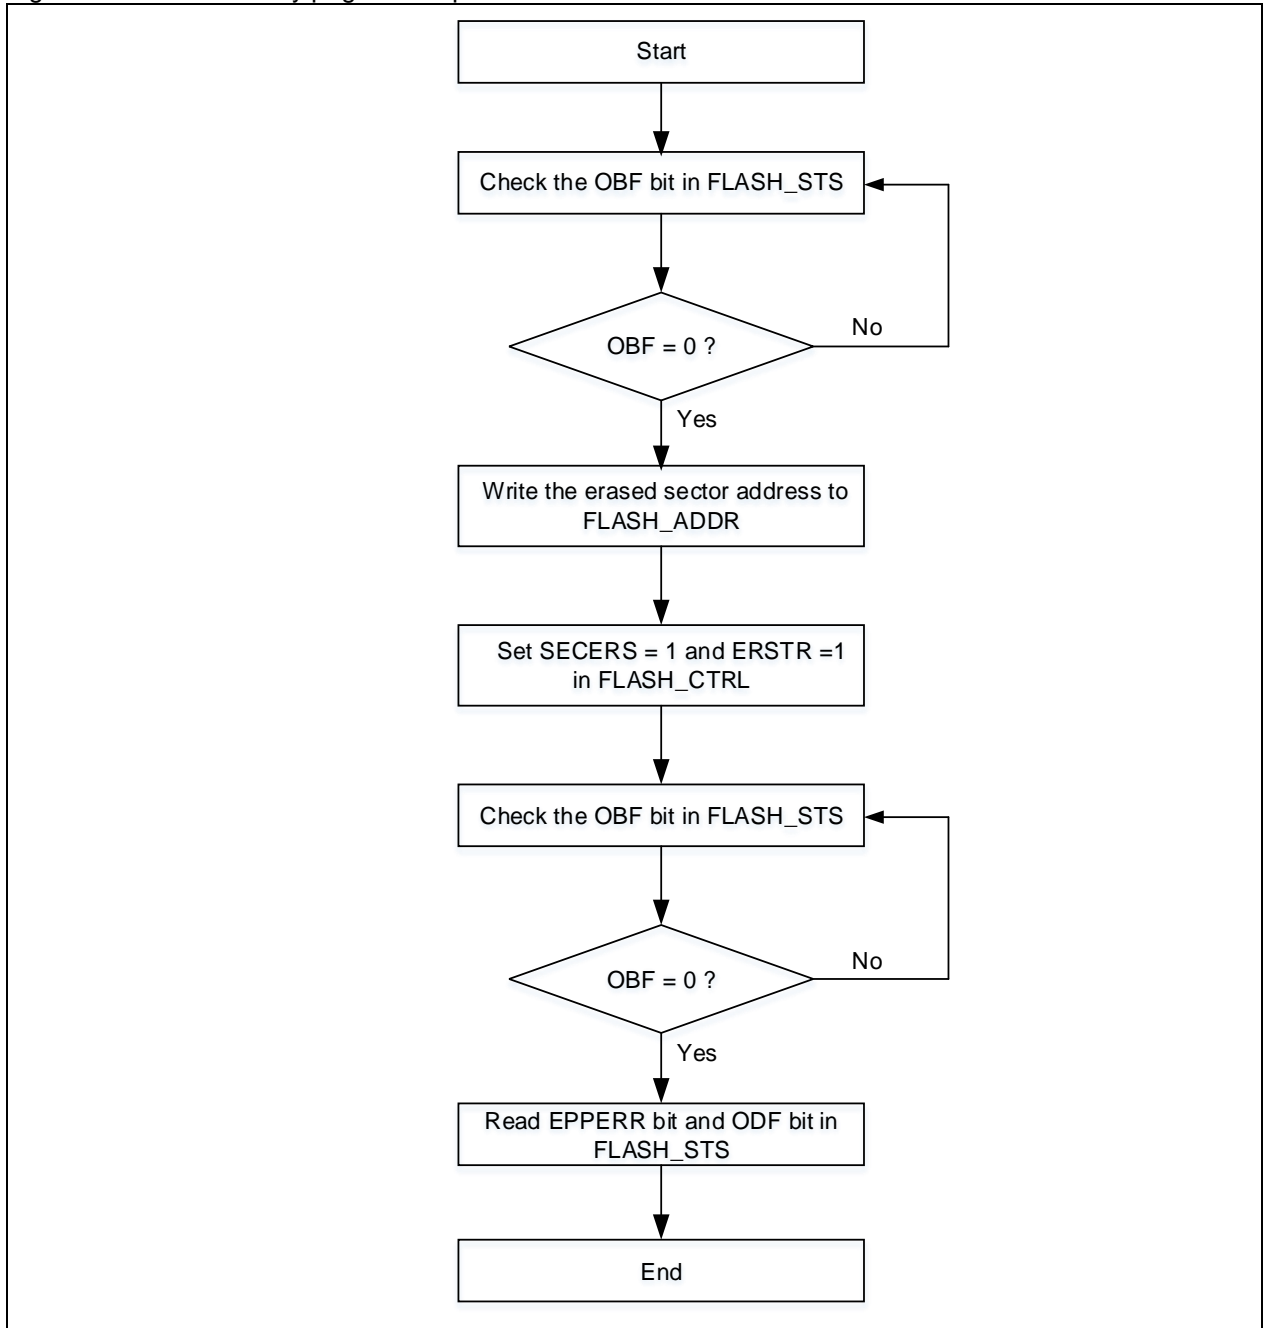 Start
Check the OBF bit in FLASH_STS
OBF = 0 ?
No
Yes
Write the erased sector address to
FLASH_ADDR
Set SECERS = 1 and ERSTR =1
in FLASH_CTRL
Check the OBF bit in FLASH_STS
OBF = 0 ?
No
Yes
Read EPPERR bit and ODF bit in
FLASH_STS
End